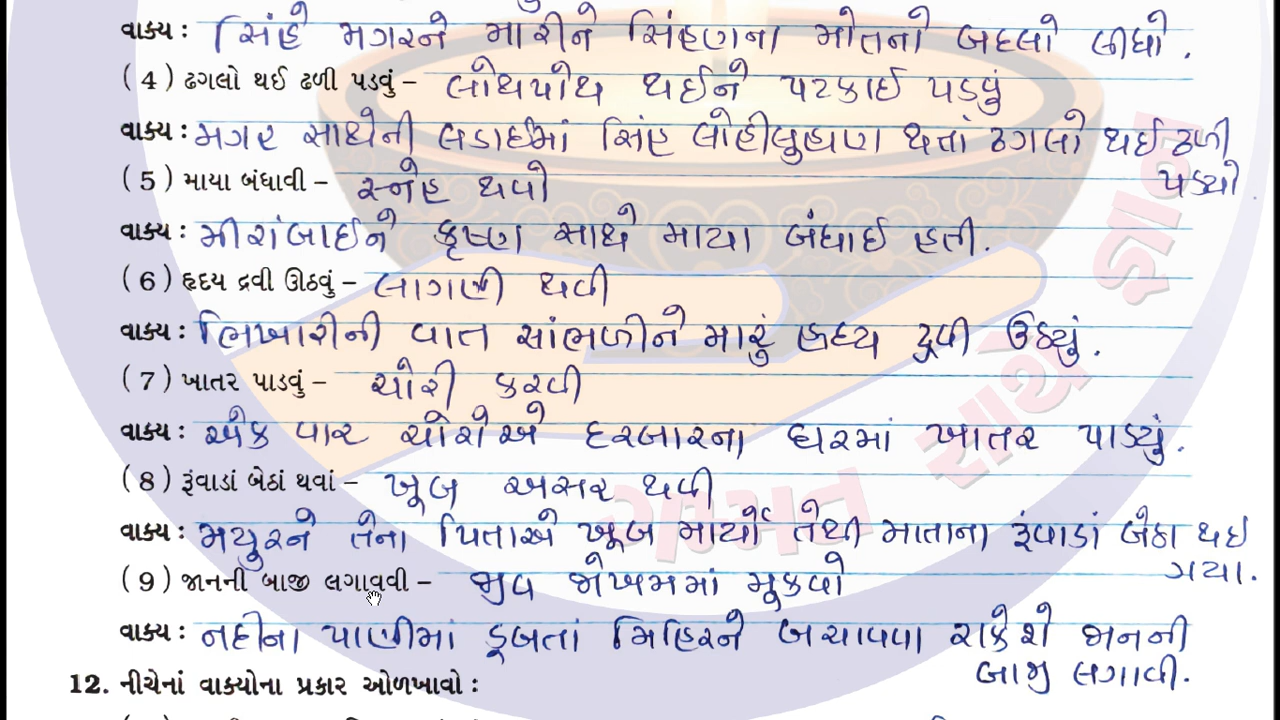 વાક્ય : સિંહે મગરને મારીને સિંહણના મોતનો બદલો લીધો .
( 4 ) ઢગલો થઈ ઢળી પડવું – લોથપોથ થઈને પટકાઈ પડવું
વાક્ય : મગર સાથેની લડાઈમાં સિંહ લોહીલુહાણ થતાં ઢગલો થઈ ઢળી
પડ્યો
( 5 ) માયા બંધાવી – સ્નેહ થવો
વાક્ય : મીરાંબાઈને કૃષ્ણ સાથે માયા બંધાઈ હતી.
( 6 ) હૃદય દ્રવી ઊઠવું – લાગણી થવી
વાક્ય : ભિખારીની વાત સાંભળીને મારું હ્રદય દ્રવી ઉઠ્યું .
( 7 ) ખાતર પાડવું – ચોરી કરવી
વાક્ય : એક વાર ચોરોએ દરબારના ઘરમાં ખાતર પાડ્યું .
( 8 ) રૂંવાડાં બેઠાં થવાં – ખૂબ અસર થવી
વાક્ય : મયુરને તેના પિતાએ ખૂબ માર્યો તેથી માતાના રૂંવાડાં બેઠા થઇ
ગયા.
( 9 ) જાનની બાજી લગાવવી – જીવ જોખમમાં મૂકવો
વાક્ય : નદીના પાણીમાં ડૂબતાં મિહિરને બચાવવા રાકેશે જાનની
બાજી લગાવી.
12. નીચેનાં વાક્યોના પ્રકાર ઓળખાવો :